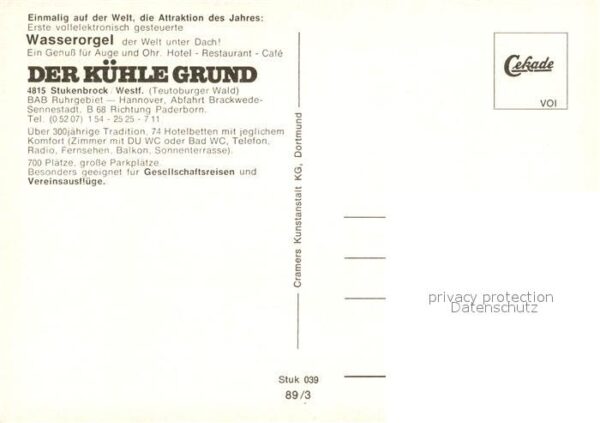 Einmalig auf der Welt, die Attraktion des Jahres:
Erste vollelektronisch gesteuerte
Wasserorgel der Welt unter Dach!
Ein Genuß für Auge und Ohr. Hotel - Restaurant - Café
DER KÜHLE GRUND
4815 Stukenbrock Westf. (Teutoburger Wald)
BAB Ruhrgebiet — Hannover, Abfahrt Brackwede-
Sennestadt. B 68 Richtung Paderborn.
Tel. (0 52 07) 1 54 - 25 25 - 7 11
Über 300jährige Tradition. 74 Hotelbetten mit jeglichem
Komfort (Zimmer mit DU WC oder Bad WC, Telefon,
Radio, Fernsehen, Balkon, Sonnenterrasse).
700 Plätze, große Parkplätze.
Besonders geeignet für Gesellschaftsreisen und
Vereinsausflüge.
Cramers Kunstanstalt KG, Dortmund
Cekade
VOI
privacy protection
Datenschutz
Stuk 039
89/3